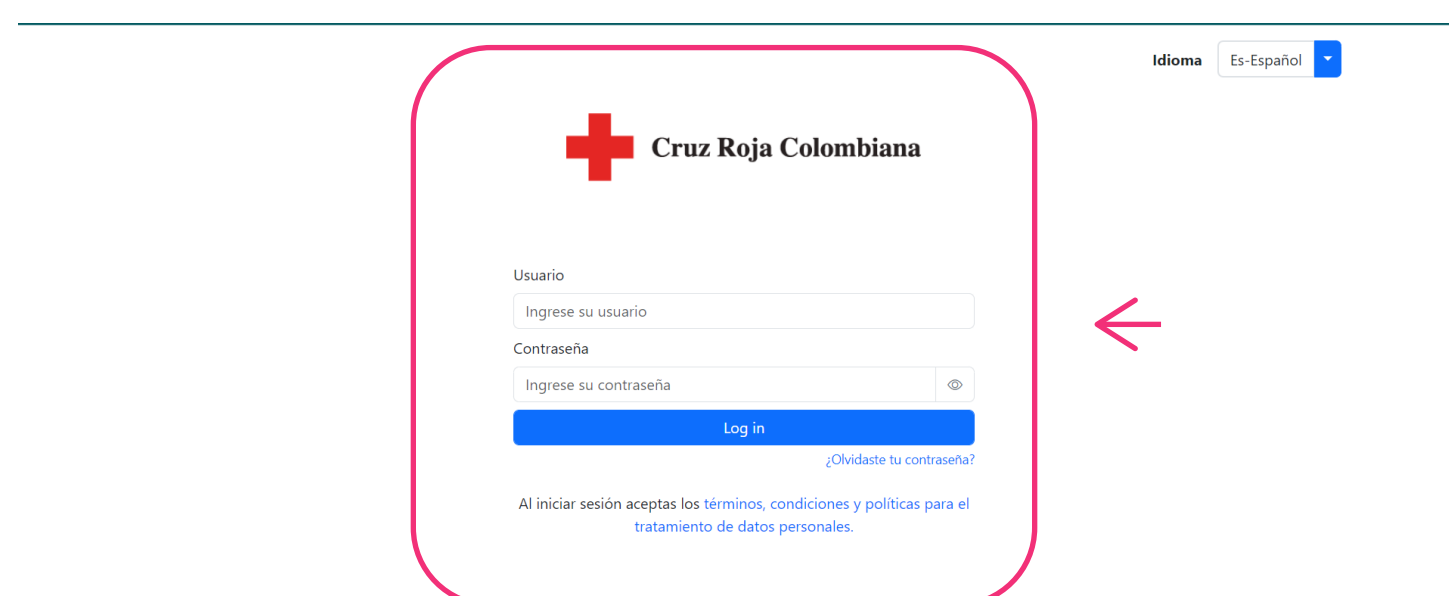 Idioma Es-Español
Cruz Roja Colombiana
Usuario
Ingrese su usuario
Contraseña
Ingrese su contraseña
Log in
¿Olvidaste tu contraseña?
Al iniciar sesión aceptas los términos, condiciones y políticas para el
tratamiento de datos personales.